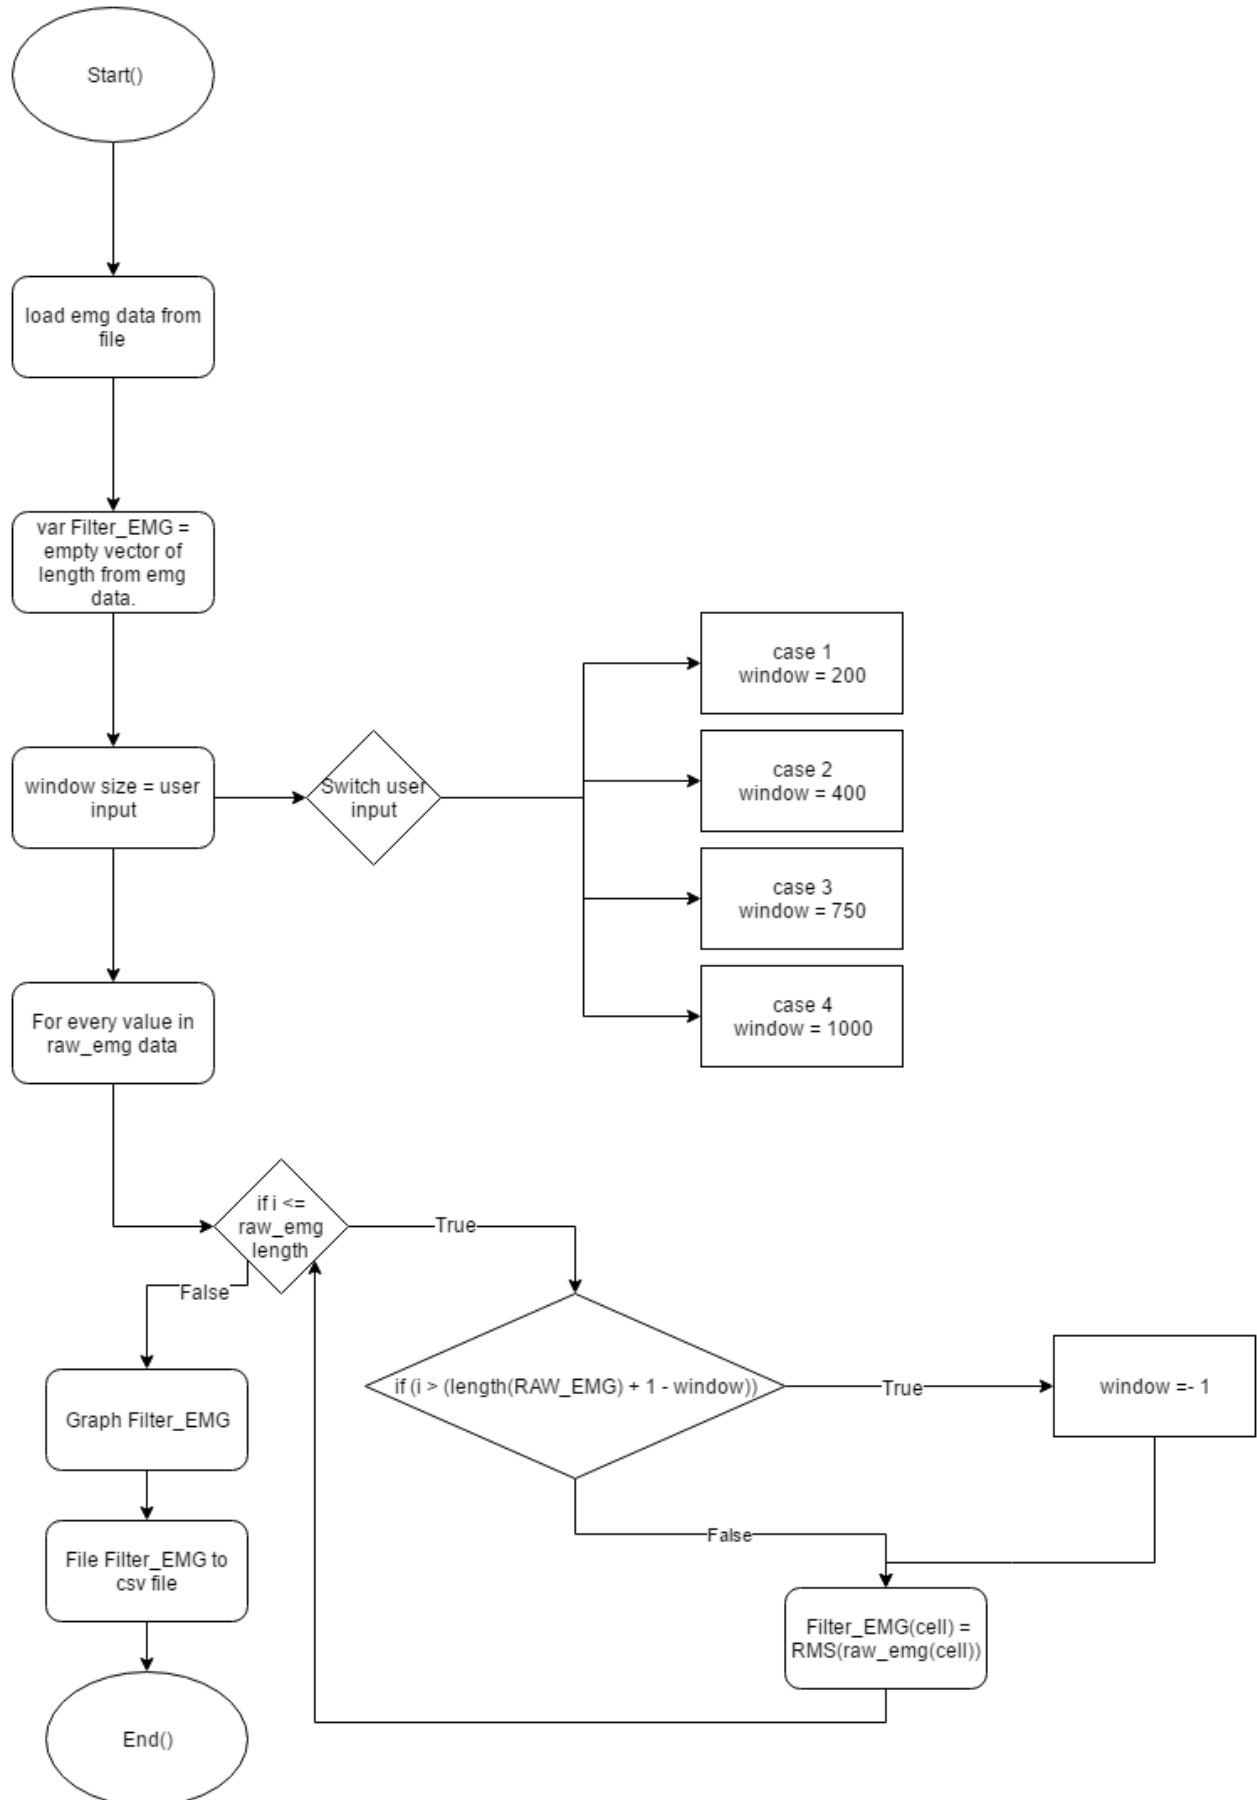 Start()
load emg data from
file
var Filter_EMG =
empty vector of
length from emg
data.
window size = user
input
Switch user
input
case 1
window = 200
case 2
window = 400
case 3
window = 750
case 4
window = 1000
For every value in
raw_emg data
if i <=
raw_emg
length
True
False
if (i > (length(RAW_EMG) + 1 - window))
True
window =- 1
False
Filter_EMG(cell) =
RMS(raw_emg(cell))
Graph Filter_EMG
File Filter_EMG to
csv file
End()